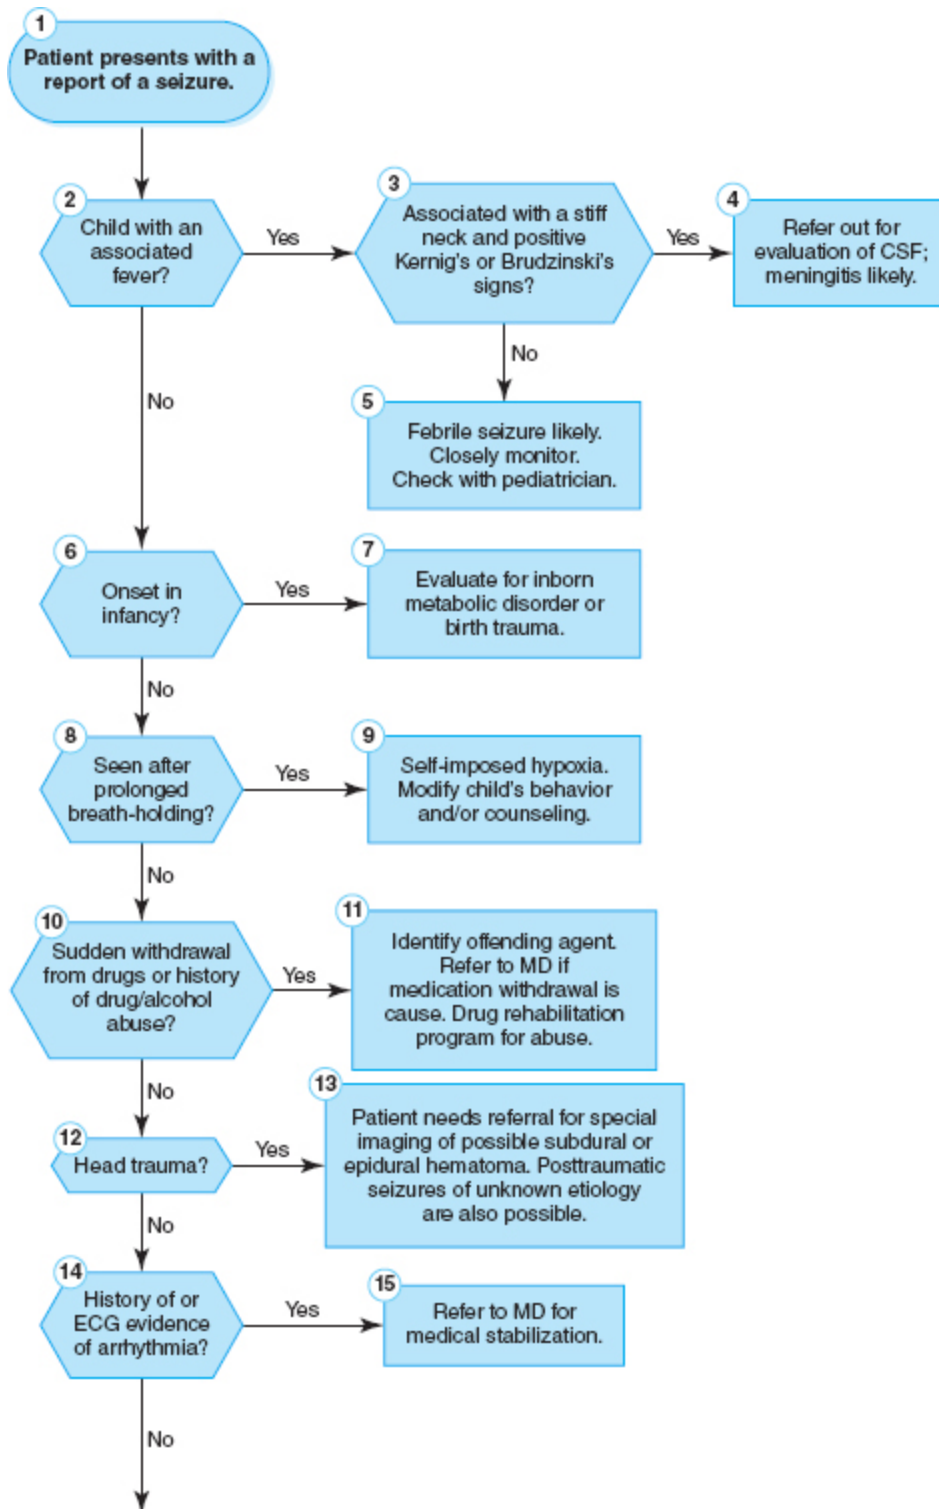 1
Patient presents with a
report of a seizure.
2
Child with an
associated
fever?
Yes
3
Associated with a stiff
neck and positive
Kernig's or Brudzinski's
signs?
Yes
4
Refer out for
evaluation of CSF;
meningitis likely.
No
No
5
Febrile seizure likely.
Closely monitor.
Check with pediatrician.
6
Onset in
infancy?
Yes
7
Evaluate for inborn
metabolic disorder or
birth trauma.
No
8
Seen after
prolonged
breath-holding?
Yes
9
Self-imposed hypoxia.
Modify child's behavior
and/or counseling.
No
10
Sudden withdrawal
from drugs or history
of drug/alcohol
abuse?
Yes
11
Identify offending agent.
Refer to MD if
medication withdrawal is
cause. Drug rehabilitation
program for abuse.
No
12
Head trauma?
Yes
13
Patient needs referral for special
imaging of possible subdural or
epidural hematoma. Posttraumatic
seizures of unknown etiology
are also possible.
No
14
History of or
ECG evidence
of arrhythmia?
Yes
15
Refer to MD for
medical stabilization.
No